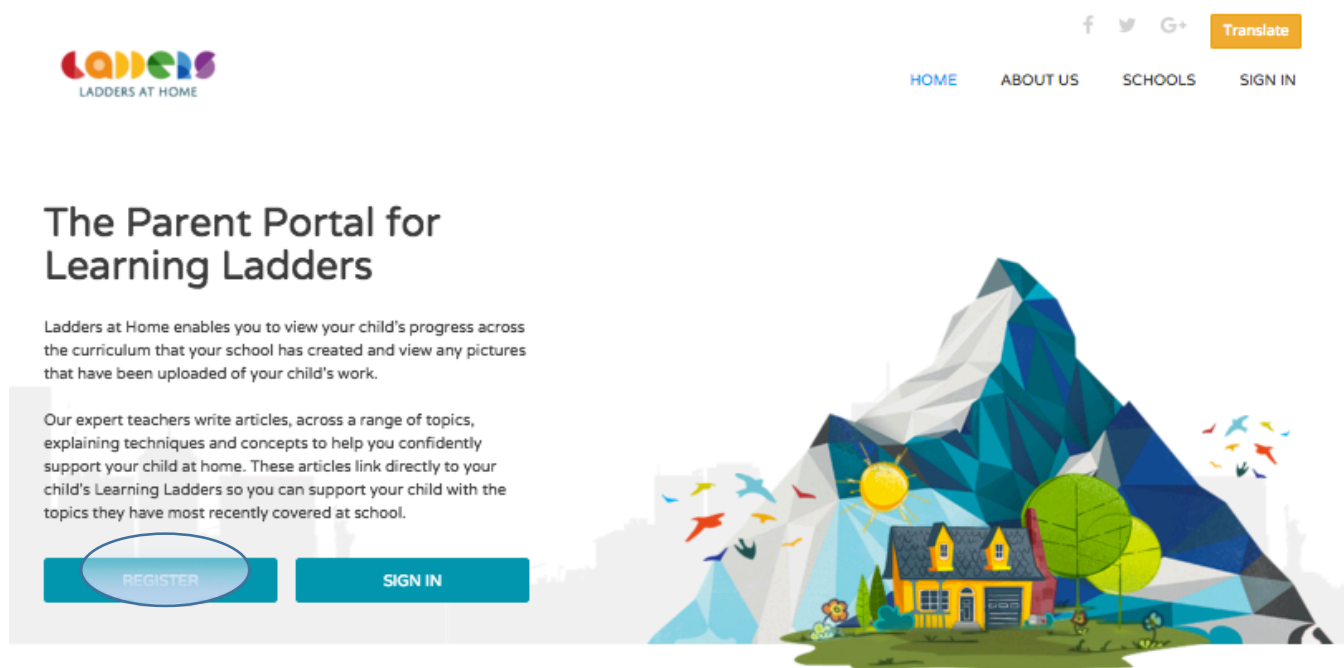 Translate
LADDERS
LADDERS AT HOME
HOME ABOUT US SCHOOLS SIGN IN
The Parent Portal for
Learning Ladders
Ladders at Home enables you to view your child's progress across
the curriculum that your school has created and view any pictures
that have been uploaded of your child's work.
Our expert teachers write articles, across a range of topics,
explaining techniques and concepts to help you confidently
support your child at home. These articles link directly to your
child's Learning Ladders so you can support your child with the
topics they have most recently covered at school.
REGISTER SIGN IN